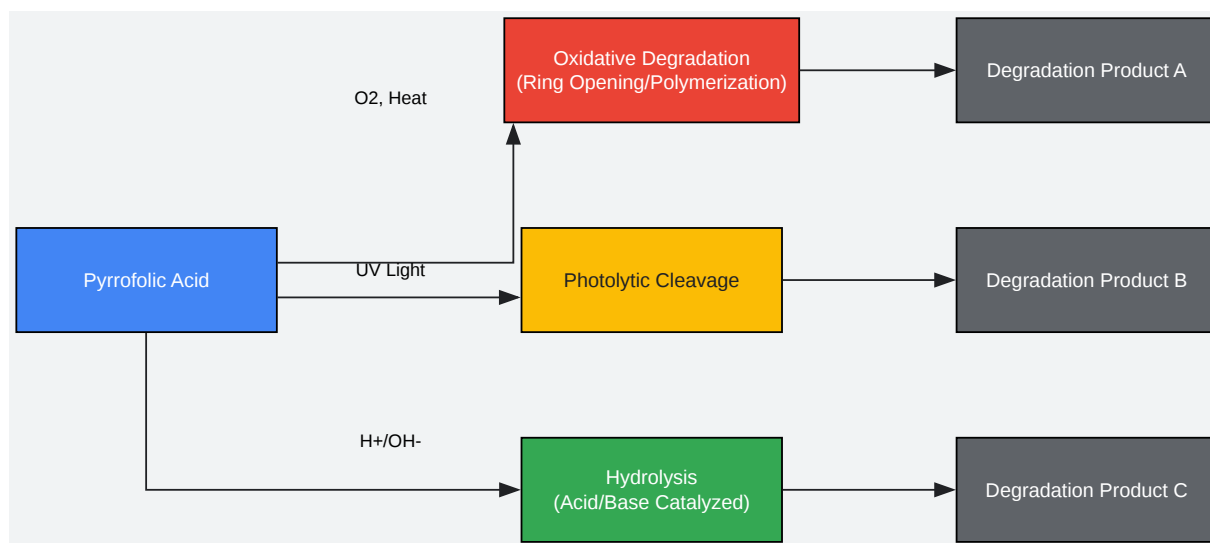 O2, Heat
Oxidative Degradation
(Ring Opening/Polymerization)
Degradation Product A
Pyrrofolic Acid
UV Light
Photolytic Cleavage
Degradation Product B
H+/OH-
Hydrolysis
(Acid/Base Catalyzed)
Degradation Product C